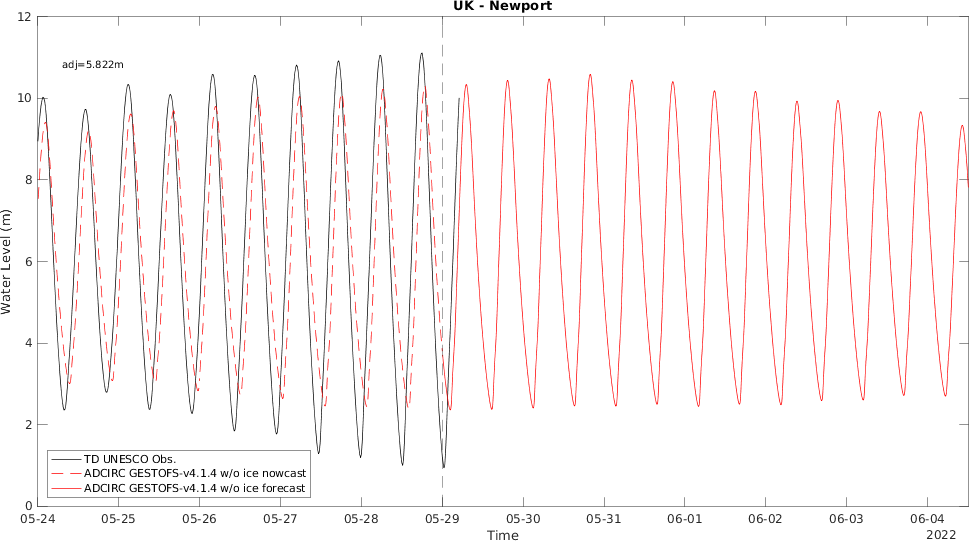 UK - Newport
12
10
8
6
4
2
0
Water Level (m)
adj=5.822m
TD UNESCO Obs.
ADCIRC GESTOFS-v4.1.4 w/o ice nowcast
ADCIRC GESTOFS-v4.1.4 w/o ice forecast
05-24 05-25 05-26 05-27 05-28 05-29 05-30 05-31 06-01 06-02 06-03 06-04
Time
2022